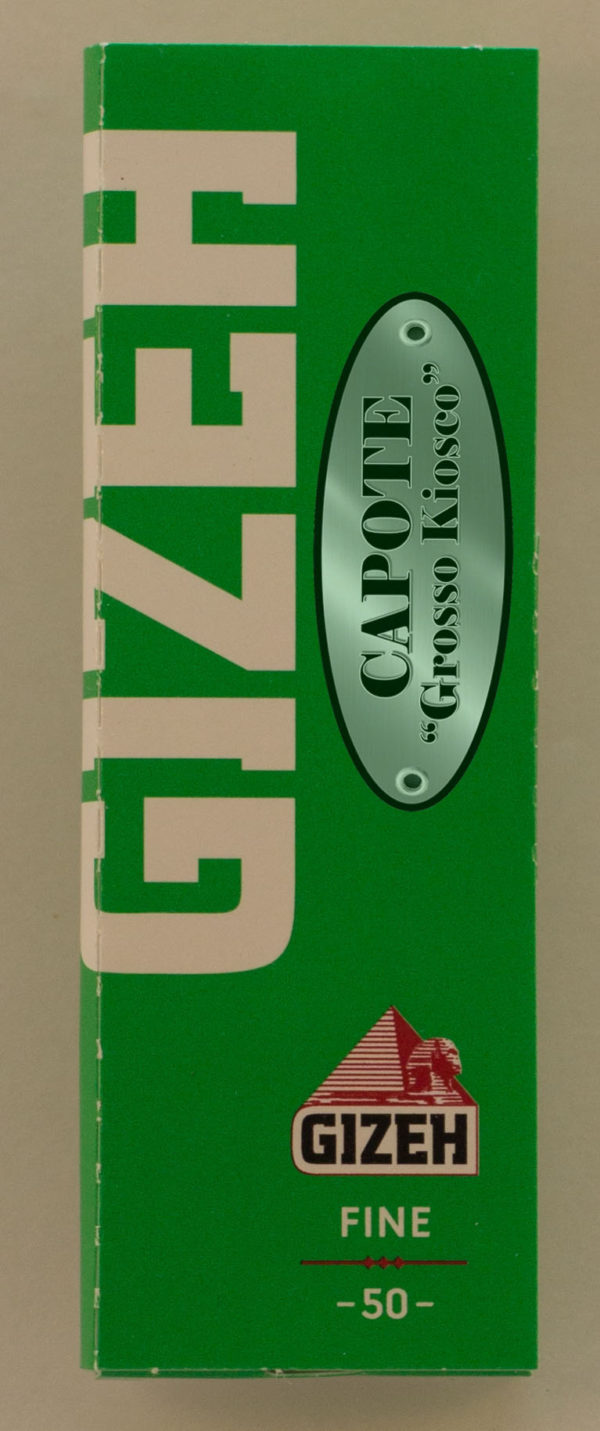 GIZEH
CAPOTE
“Grosso Kiosco”
GIZEH
FINE
-50-